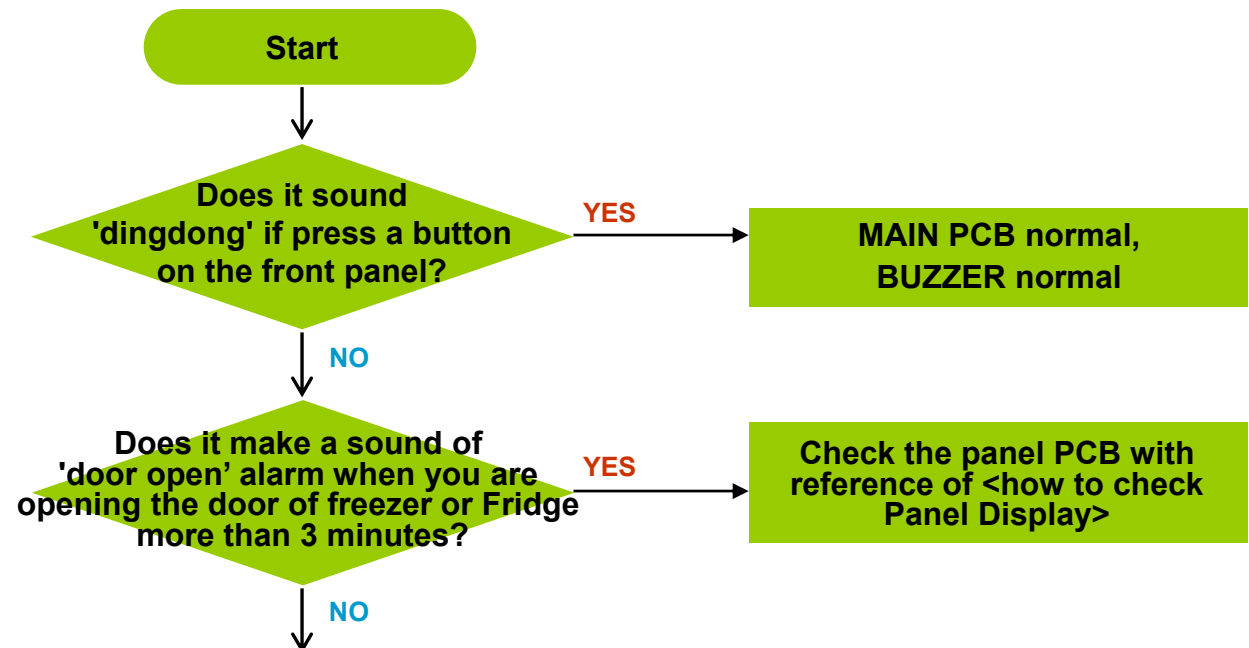 Start
Does it sound
'dingdong' if press a button
on the front panel?
YES
MAIN PCB normal,
BUZZER normal
NO
Does it make a sound of
'door open’ alarm when you are
opening the door of freezer or Fridge
more than 3 minutes?
YES
Check the panel PCB with
reference of <how to check
Panel Display>
NO